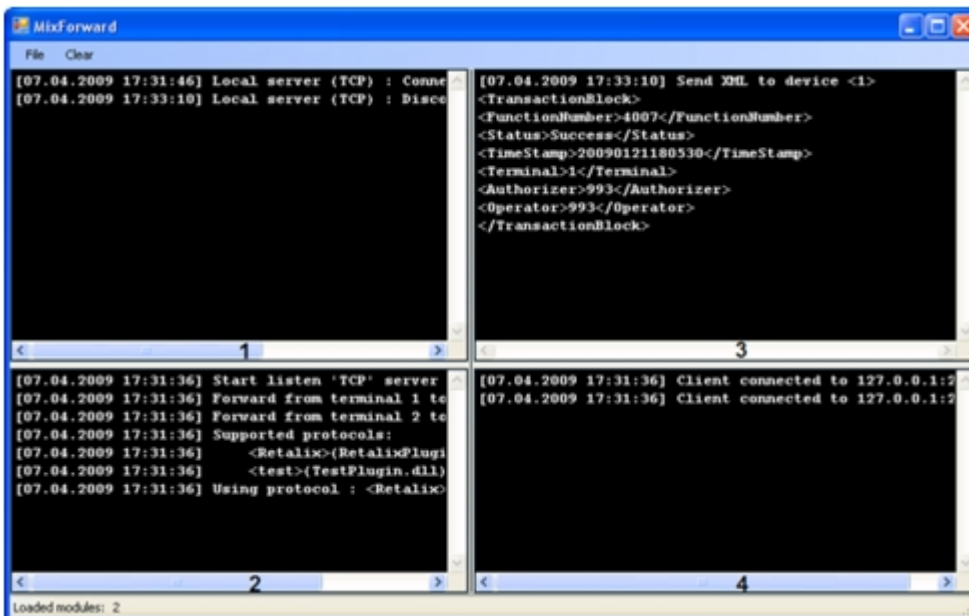 MixForward
File Clear
[07.04.2009 17:31:46] Local server (TCP) : Conne
[07.04.2009 17:33:10] Local server (TCP) : Disco
1
[07.04.2009 17:33:10] Send XML to device <1>
<TransactionBlock>
<FunctionNumber>4007</FunctionNumber>
<Status>Success</Status>
<TimeStamp>20090121180530</TimeStamp>
<Terminal>1</Terminal>
<Authorizer>993</Authorizer>
<Operator>993</Operator>
</TransactionBlock>
3
[07.04.2009 17:31:36] Start listen 'TCP' server
[07.04.2009 17:31:36] Forward from terminal 1 to
[07.04.2009 17:31:36] Forward from terminal 2 to
[07.04.2009 17:31:36] Supported protocols:
[07.04.2009 17:31:36] <Retalix>(RetalixPlugi
[07.04.2009 17:31:36] <test>(TestPlugin.dll)
[07.04.2009 17:31:36] Using protocol : <Retalix>
2
[07.04.2009 17:31:36] Client connected to 127.0.0.1:2
[07.04.2009 17:31:36] Client connected to 127.0.0.1:2
4
Loaded modules: 2